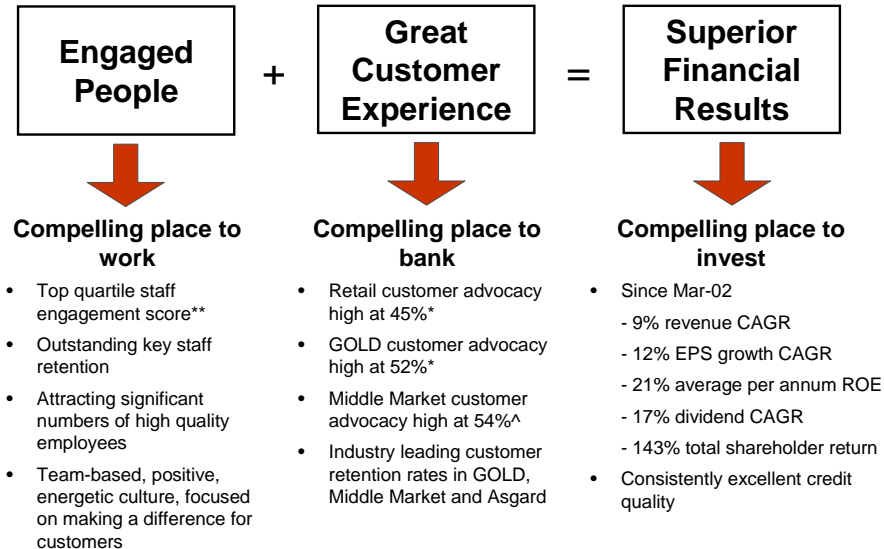 Engaged
People
+
Great
Customer
Experience
=
Superior
Financial
Results
Compelling place to
work
• Top quartile staff
engagement score**
• Outstanding key staff
retention
• Attracting significant
numbers of high quality
employees
• Team-based, positive,
energetic culture, focused
on making a difference for
customers
Compelling place to
bank
• Retail customer advocacy
high at 45%*
• GOLD customer advocacy
high at 52%*
• Middle Market customer
advocacy high at 54%^
• Industry leading customer
retention rates in GOLD,
Middle Market and Asgard
Compelling place to
invest
• Since Mar-02
- 9% revenue CAGR
- 12% EPS growth CAGR
- 21% average per annum ROE
- 17% dividend CAGR
- 143% total shareholder return
• Consistently excellent credit
quality